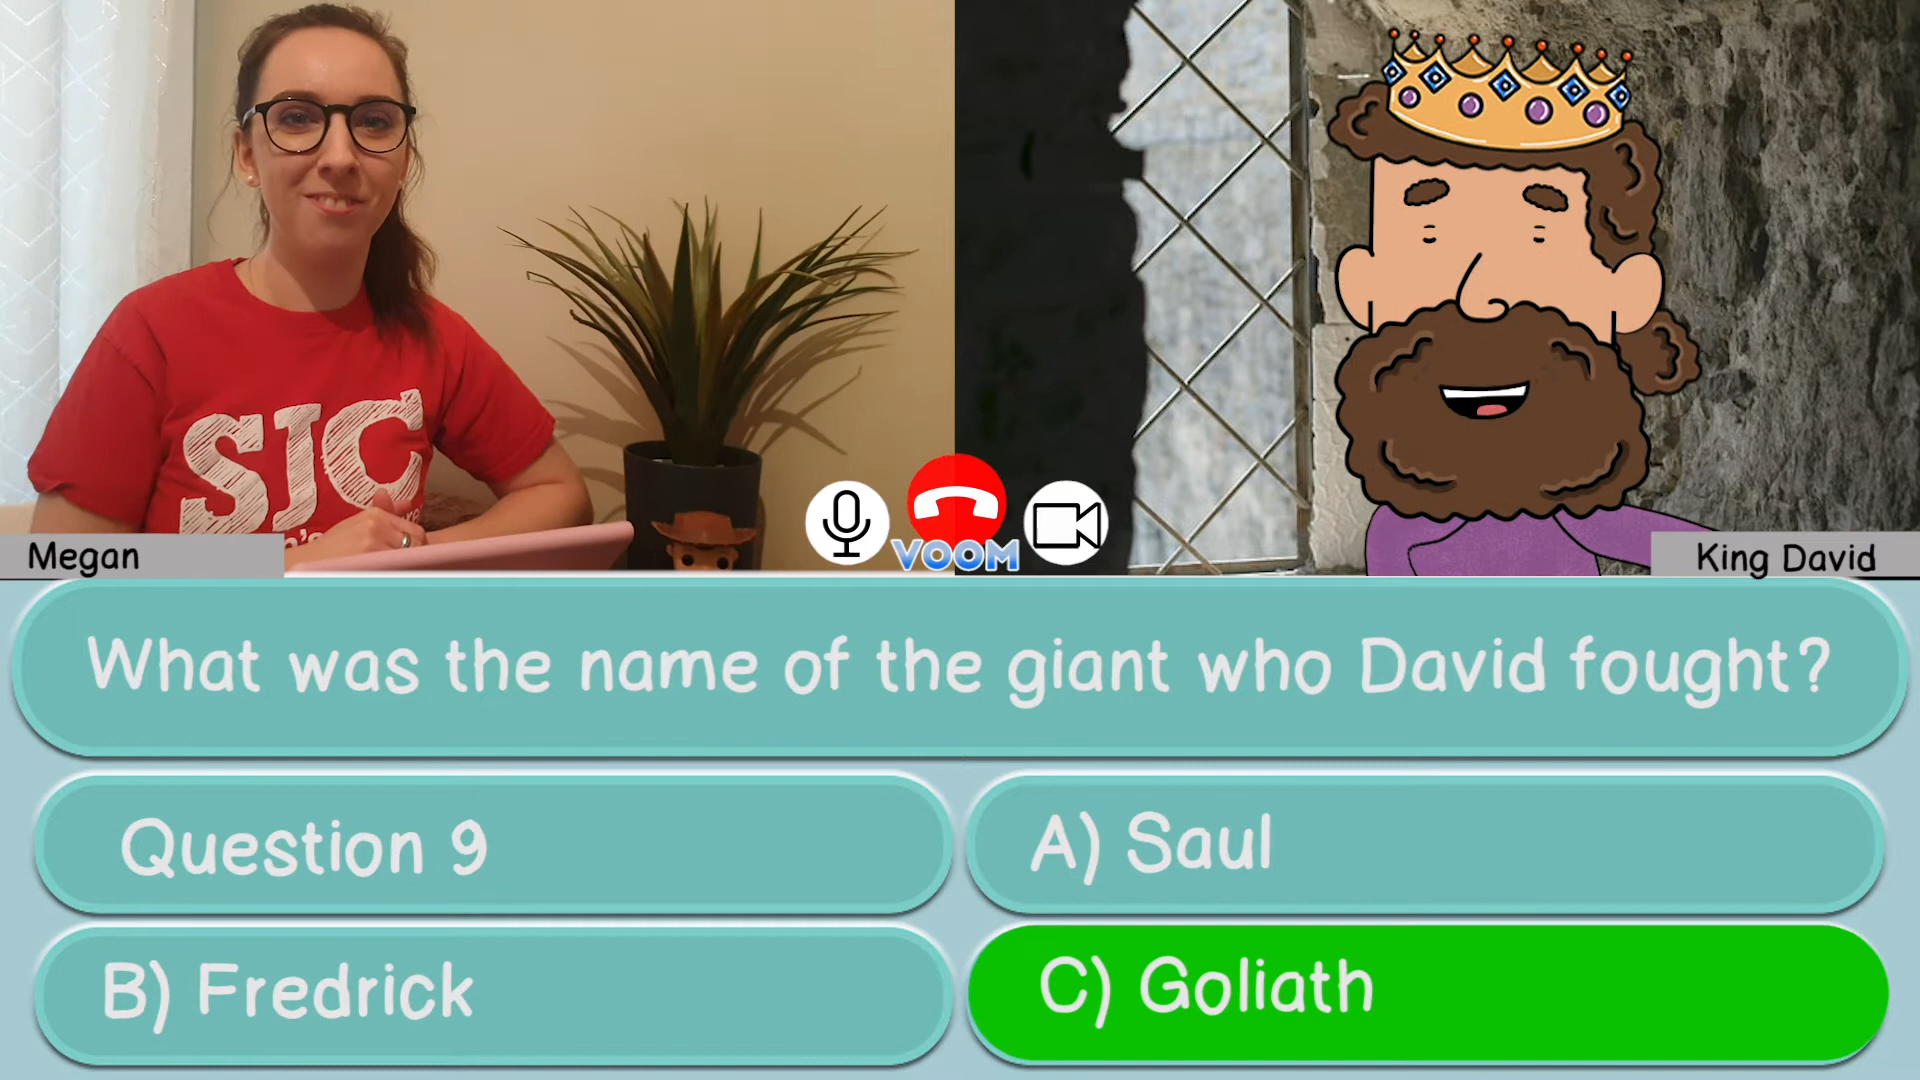 SJC
Megan
VOOM
King David
What was the name of the giant who David fought?
Question 9
A) Saul
B) Fredrick
C) Goliath